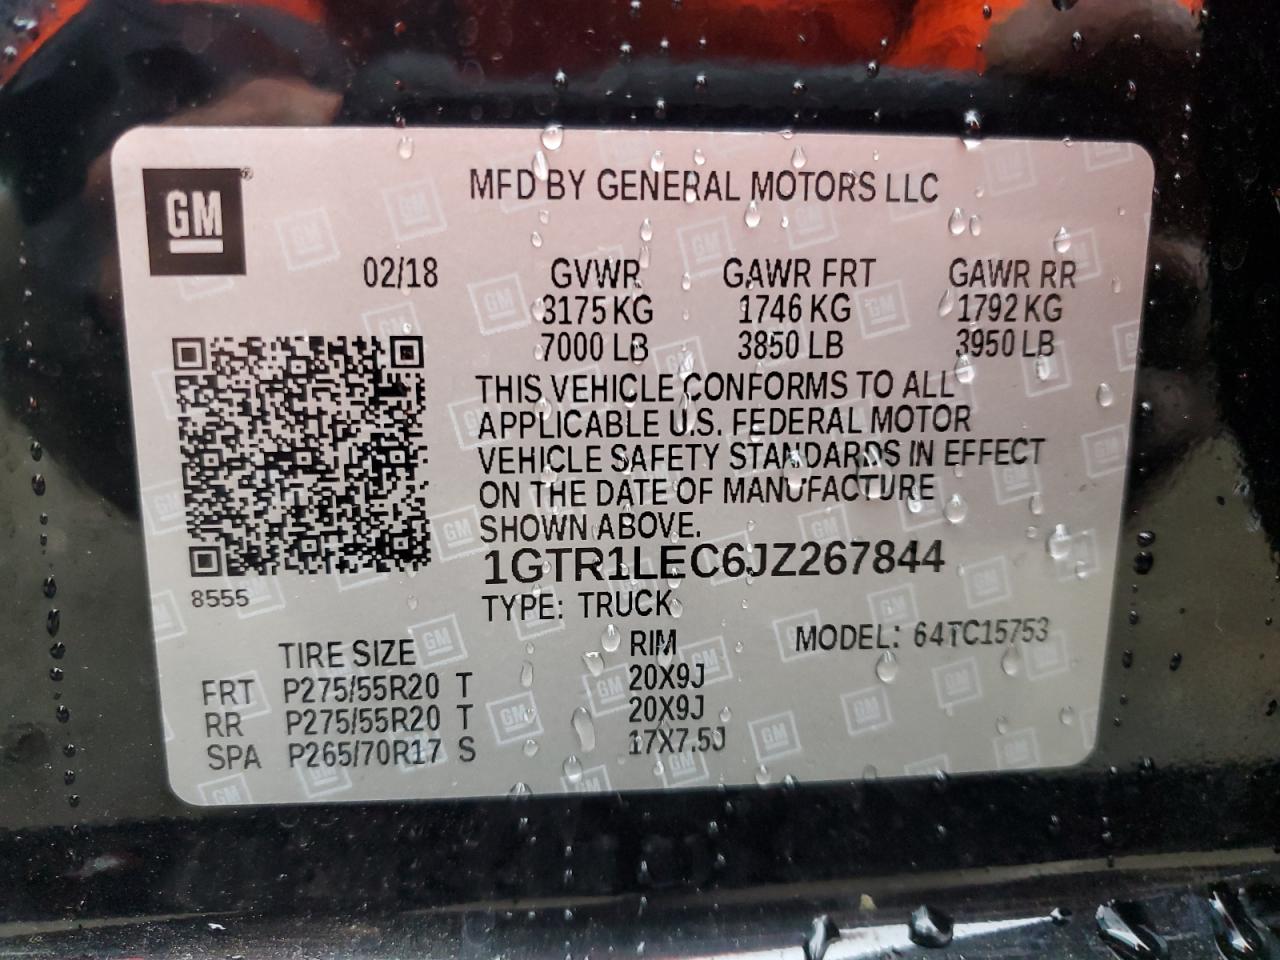 GM®
MFD BY GENERAL MOTORS LLC
02/18
GVWR GAWR FRT GAWR RR
3175 KG 1746 KG 1792 KG
7000 LB 3850 LB 3950 LB
THIS VEHICLE CONFORMS TO ALL
APPLICABLE U.S. FEDERAL MOTOR
VEHICLE SAFETY STANDARDS IN EFFECT
ON THE DATE OF MANUFACTURE
SHOWN ABOVE.
1GTR1LEC6JZ267844
8555
TYPE: TRUCK
MODEL: 64TC15753
TIRE SIZE RIM
FRT P275/55R20 T 20X9J
RR P275/55R20 T 20X9J
SPA P265/70R17 S 17X7.5J